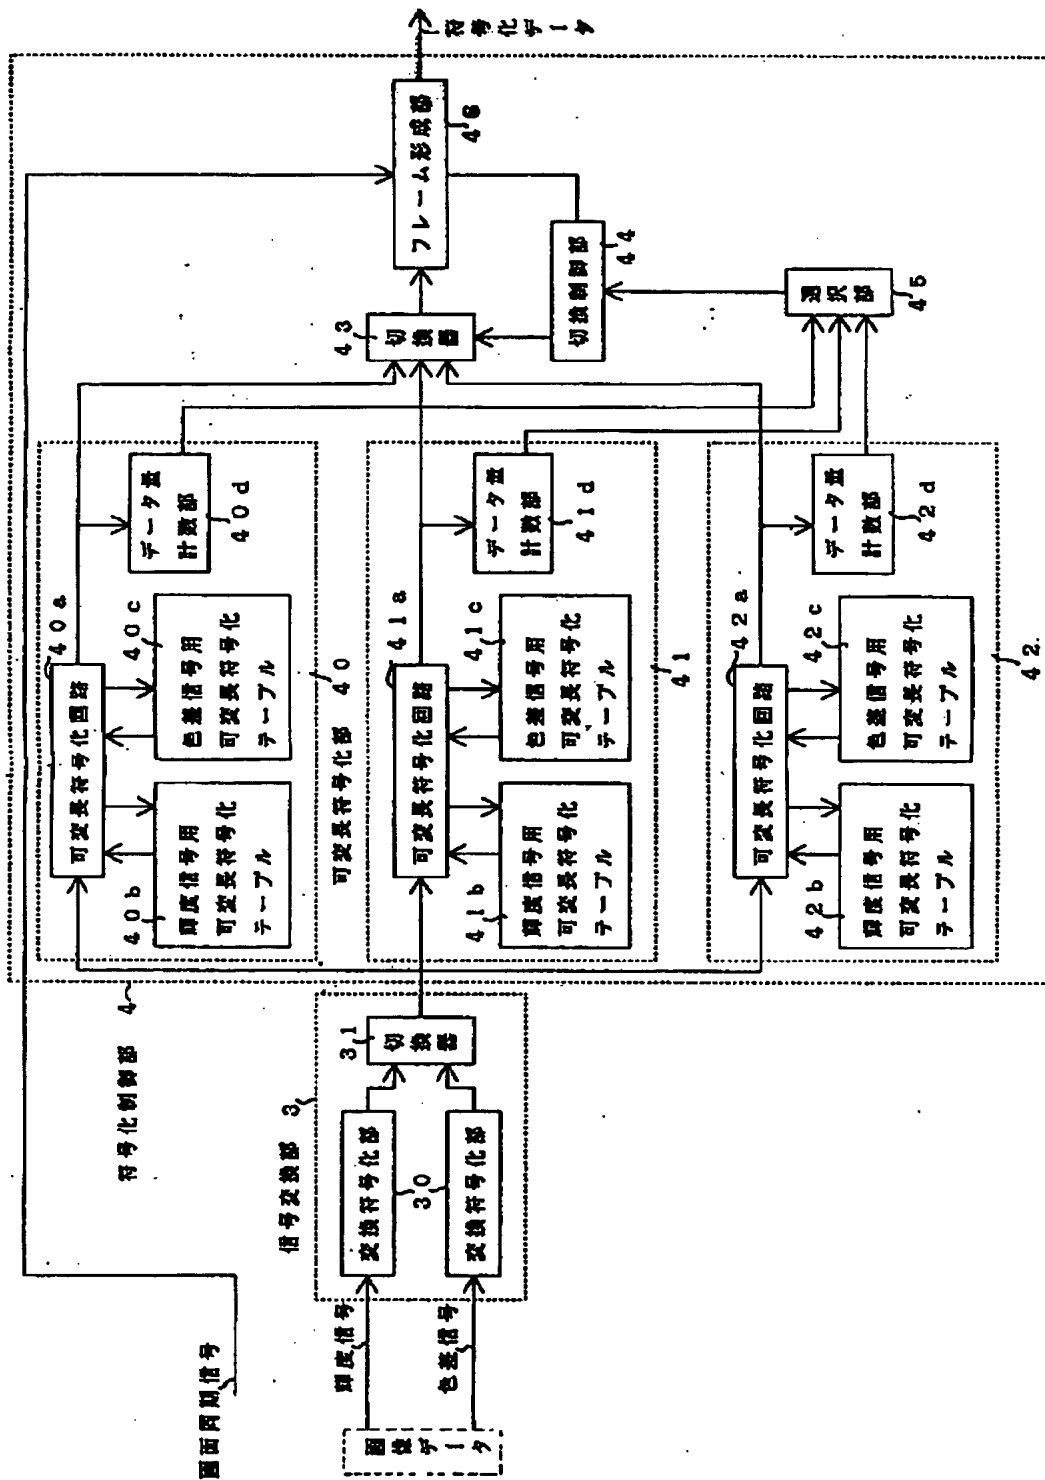 画面同期信号
画像データ
輝度信号
色差信号
信号変換部 3
変換符号化部
変換符号化部
30
31
切換器
符号化制御部 4
可変長符号化回路
40a
40b
輝度信号用
可変長符号化
テーブル
40c
色差信号用
可変長符号化
テーブル
データ量
計数部
40d
可変長符号化部 40
可変長符号化回路
41a
41b
輝度信号用
可変長符号化
テーブル
41c
色差信号用
可変長符号化
テーブル
データ量
計数部
41d
41
可変長符号化回路
42a
42b
輝度信号用
可変長符号化
テーブル
42c
色差信号用
可変長符号化
テーブル
データ量
計数部
42d
42
43
切換器
切換制御部
44
選択部
45
フレーム形成部
46
符号化データ